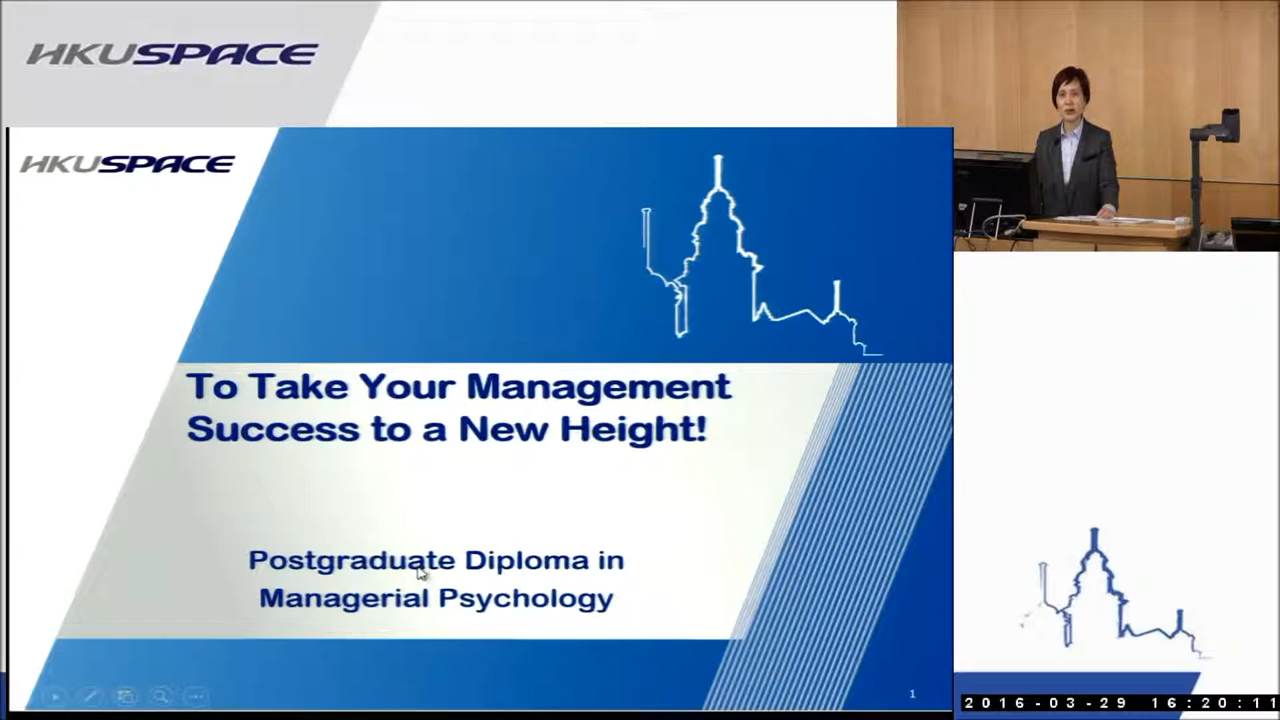 HKUSPACE
HKUSPACE
To Take Your Management
Success to a New Height!
Postgraduate Diploma in
Managerial Psychology
1
2016-03-29 16:20:11